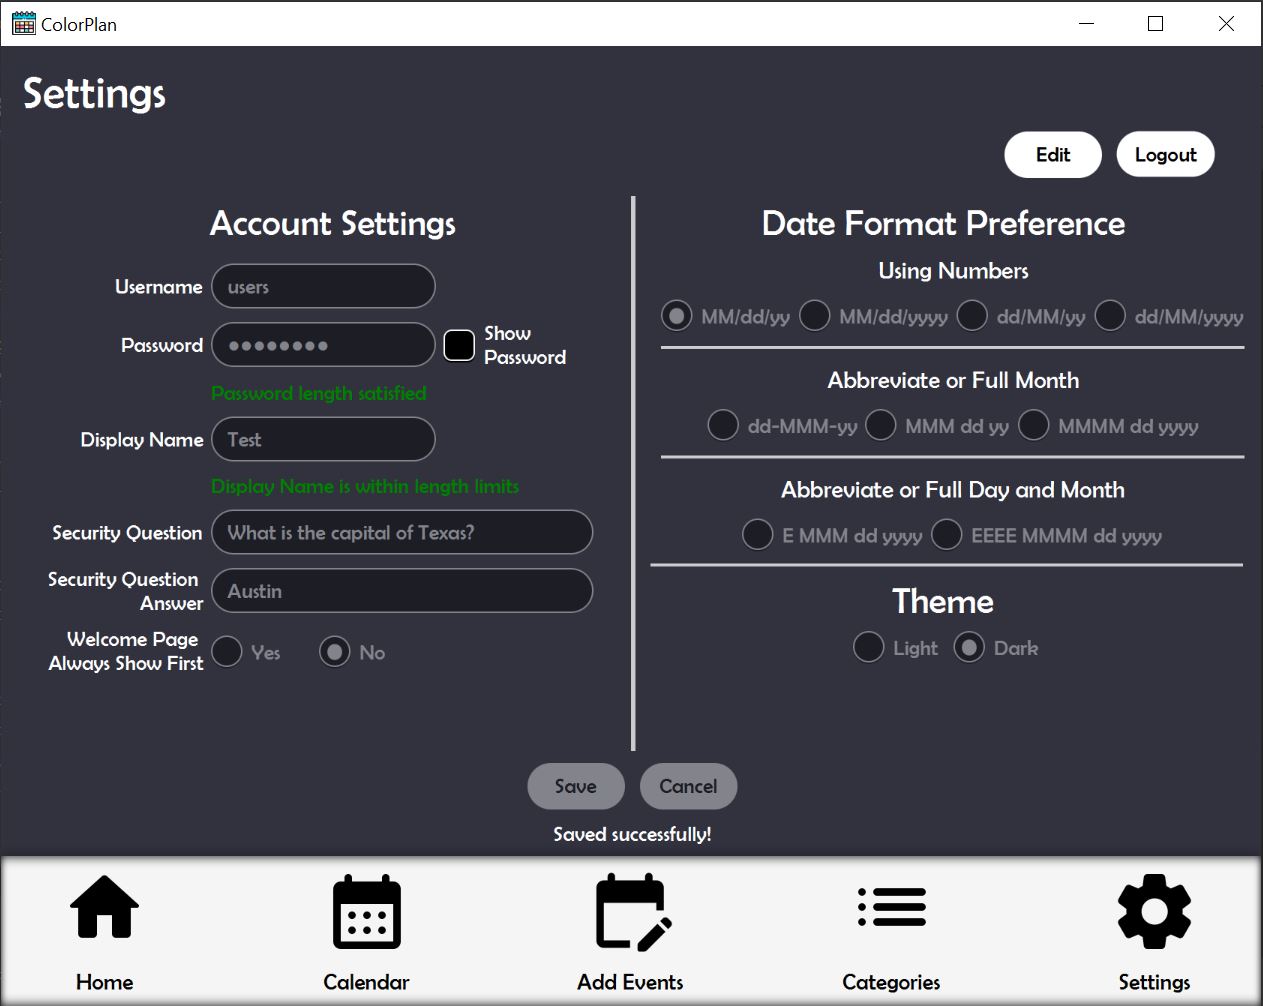 ColorPlan
Settings
Edit
Logout
Account Settings
Username
users
Password
●●●●●●●●
Show
Password
Password length satisfied
Display Name
Test
Display Name is within length limits
Security Question
What is the capital of Texas?
Security Question
Answer
Austin
Welcome Page
Always Show First
Yes
No
Date Format Preference
Using Numbers
MM/dd/yy
MM/dd/yyyy
dd/MM/yy
dd/MM/yyyy
Abbreviate or Full Month
dd-MMM-yy
MMM dd yy
MMMM dd yyyy
Abbreviate or Full Day and Month
E MMM dd yyyy
EEEE MMMM dd yyyy
Theme
Light
Dark
Save
Cancel
Saved successfully!
Home
Calendar
Add Events
Categories
Settings